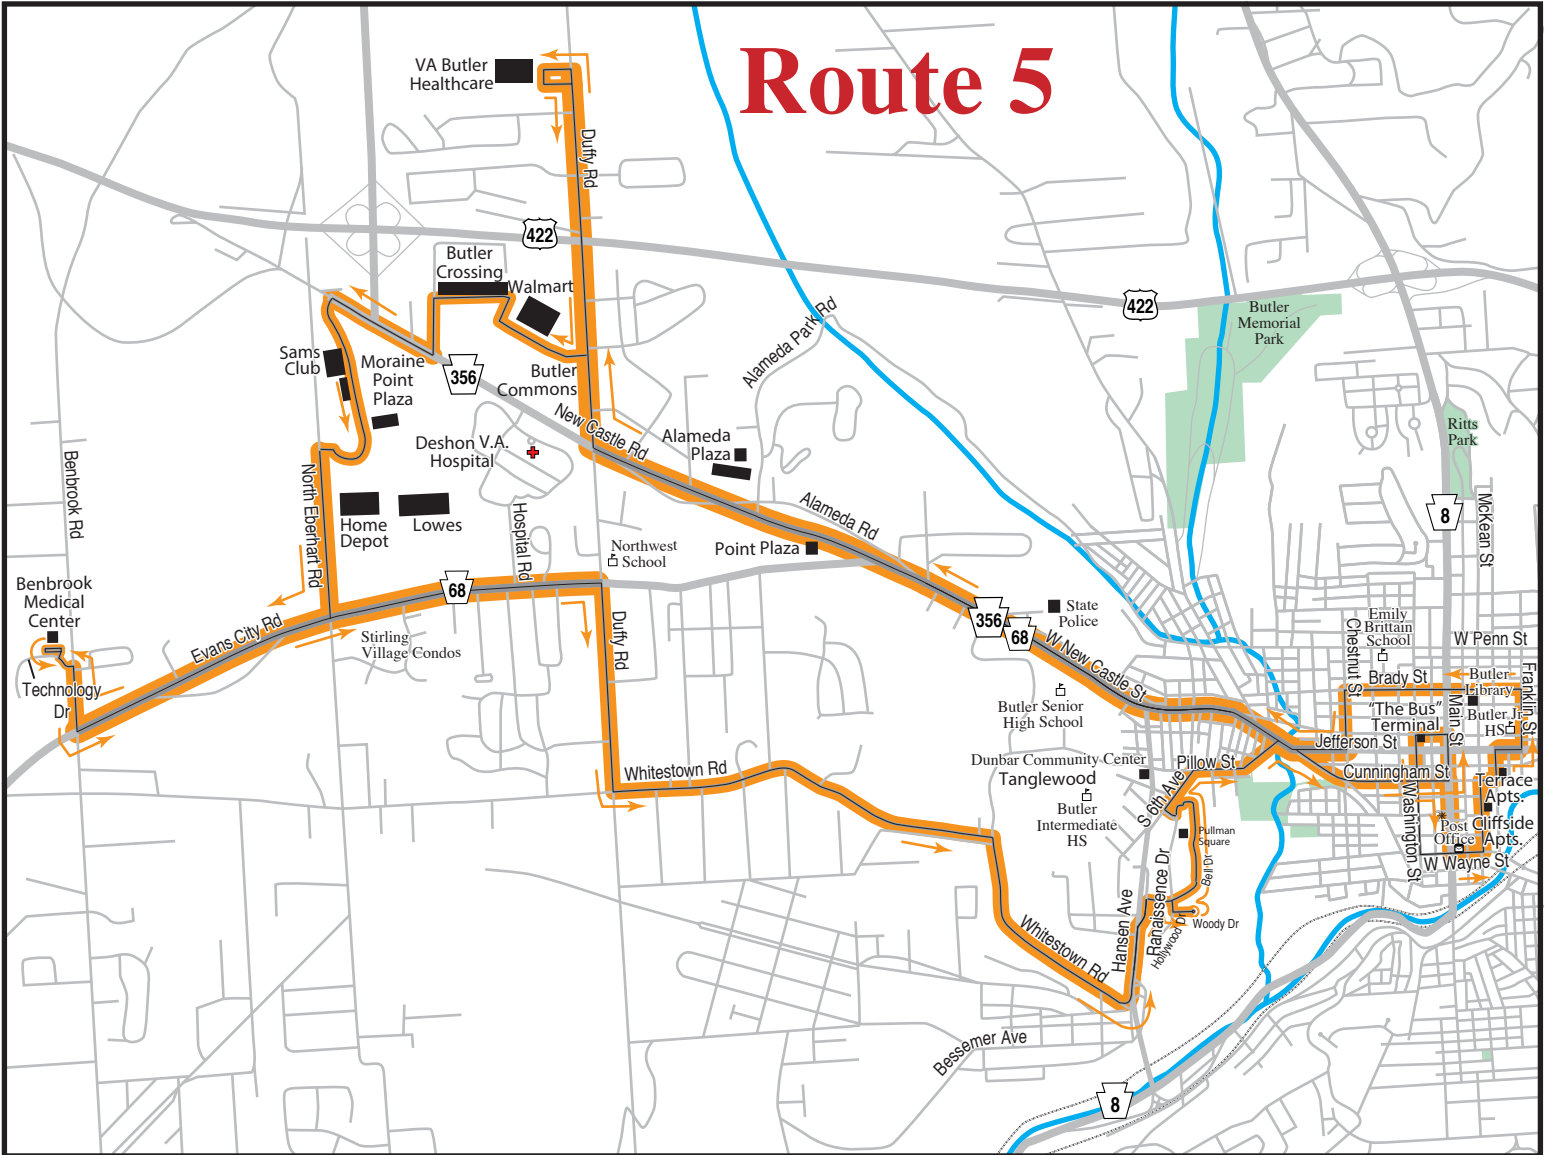 Route 5
VA Butler
Healthcare
Duffy Rd
422
Butler
Crossing
Walmart
422
Butler
Memorial
Park
Alameda Park Rd
Sams
Club
Moraine
Point
Plaza
356
Butler
Commons
New Castle Rd
Deshon V.A.
Hospital
Alameda
Plaza
Ritts
Park
Benbrook Rd
North Eberhart Rd
Home
Depot
Lowes
Hospital Rd
Alameda Rd
8
McKean St
Northwest
School
Point Plaza
Benbrook
Medical
Center
68
356
68
State
Police
Emily
Brittain
School
W Penn St
Evans City Rd
Stirling
Village Condos
Duffy Rd
W New Castle St
Chestnut St
Brady St
Butler
Library
Franklin St
Technology
Dr
Butler Senior
High School
"The Bus"
Terminal
Main St
Butler Jr
HS
Jefferson St
Whitestown Rd
Dunbar Community Center
Tanglewood
Pillow St
Cunningham St
Terrace
Apts.
S 6th Ave
Butler
Intermediate
HS
Washington St
Post
Office
Cliffside
Apts.
Pullman
Square
W Wayne St
Bell Dr
Ranaissence Dr
Hansen Ave
Hollywood Dr
Woody Dr
Whitestown Rd
Bessemer Ave
8